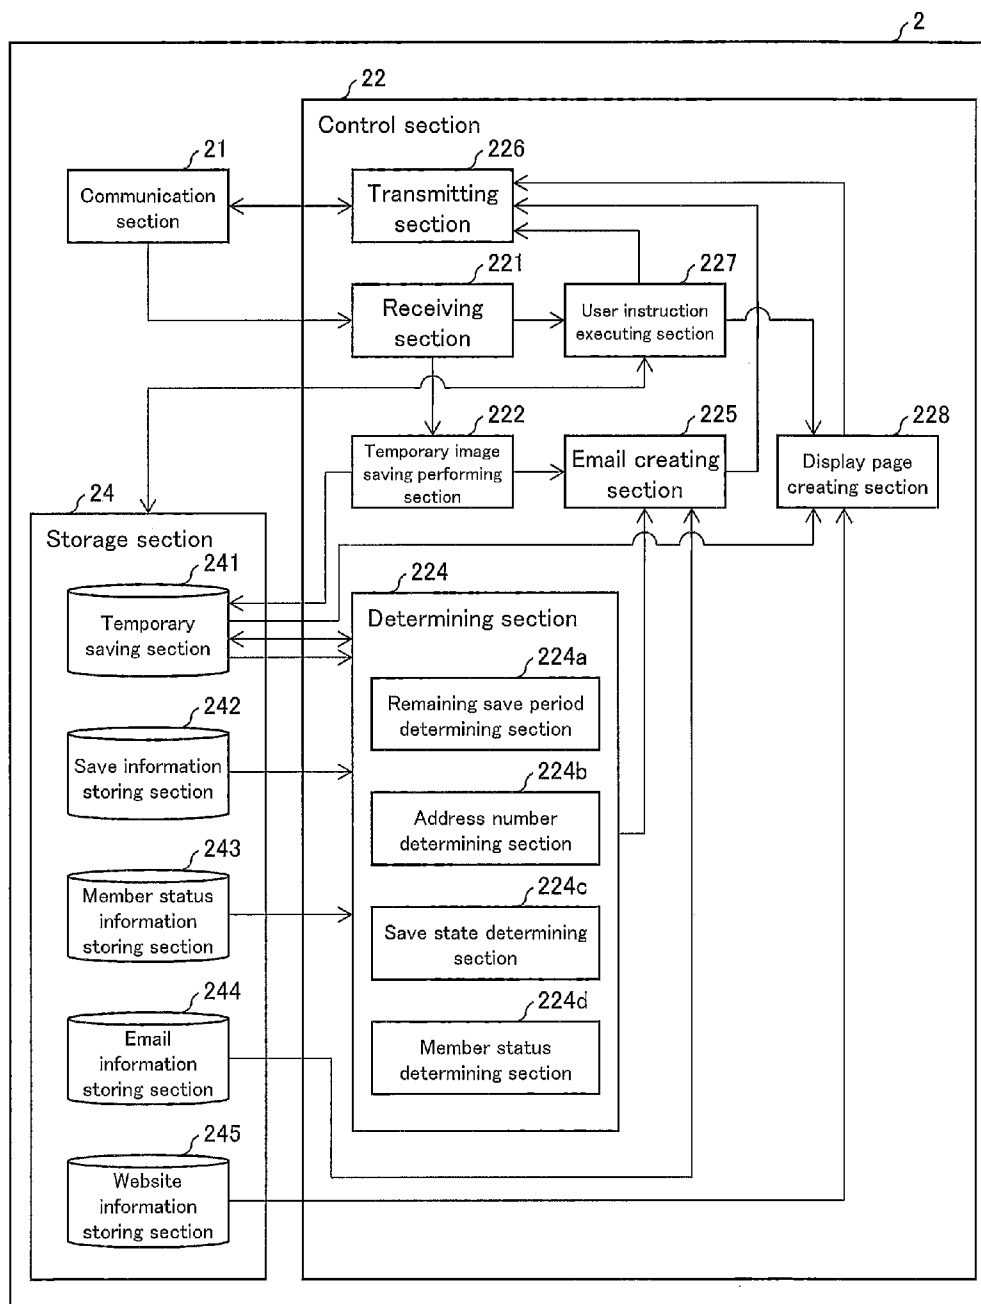 2
22
Control section
21
Communication
section
226
Transmitting
section
221
Receiving
section
227
User instruction
executing section
222
Temporary image
saving performing
section
225
Email creating
section
228
Display page
creating section
24
Storage section
241
Temporary
saving section
242
Save information
storing section
243
Member status
information
storing section
244
Email
information
storing section
245
Website
information
storing section
224
Determining section
224a
Remaining save period
determining section
224b
Address number
determining section
224c
Save state determining
section
224d
Member status
determining section